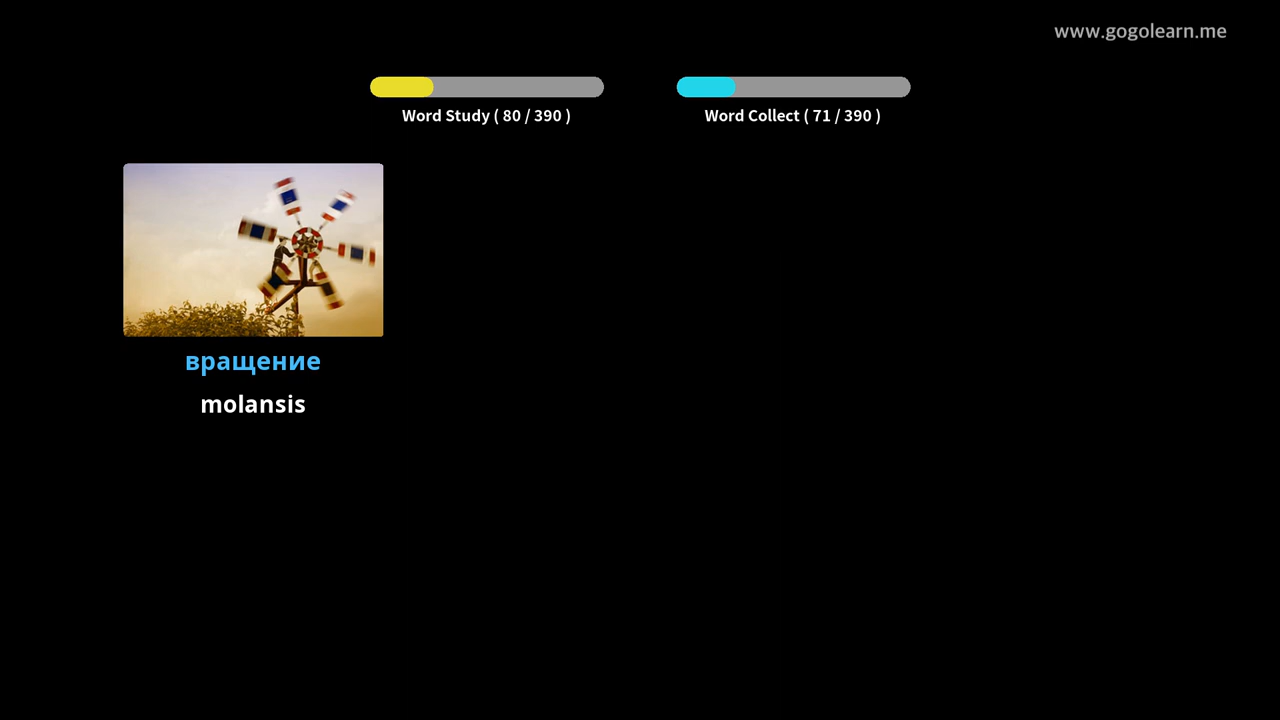 www.gogolearn.me
Word Study ( 80 / 390 )
Word Collect ( 71 / 390 )
вращение
molansis